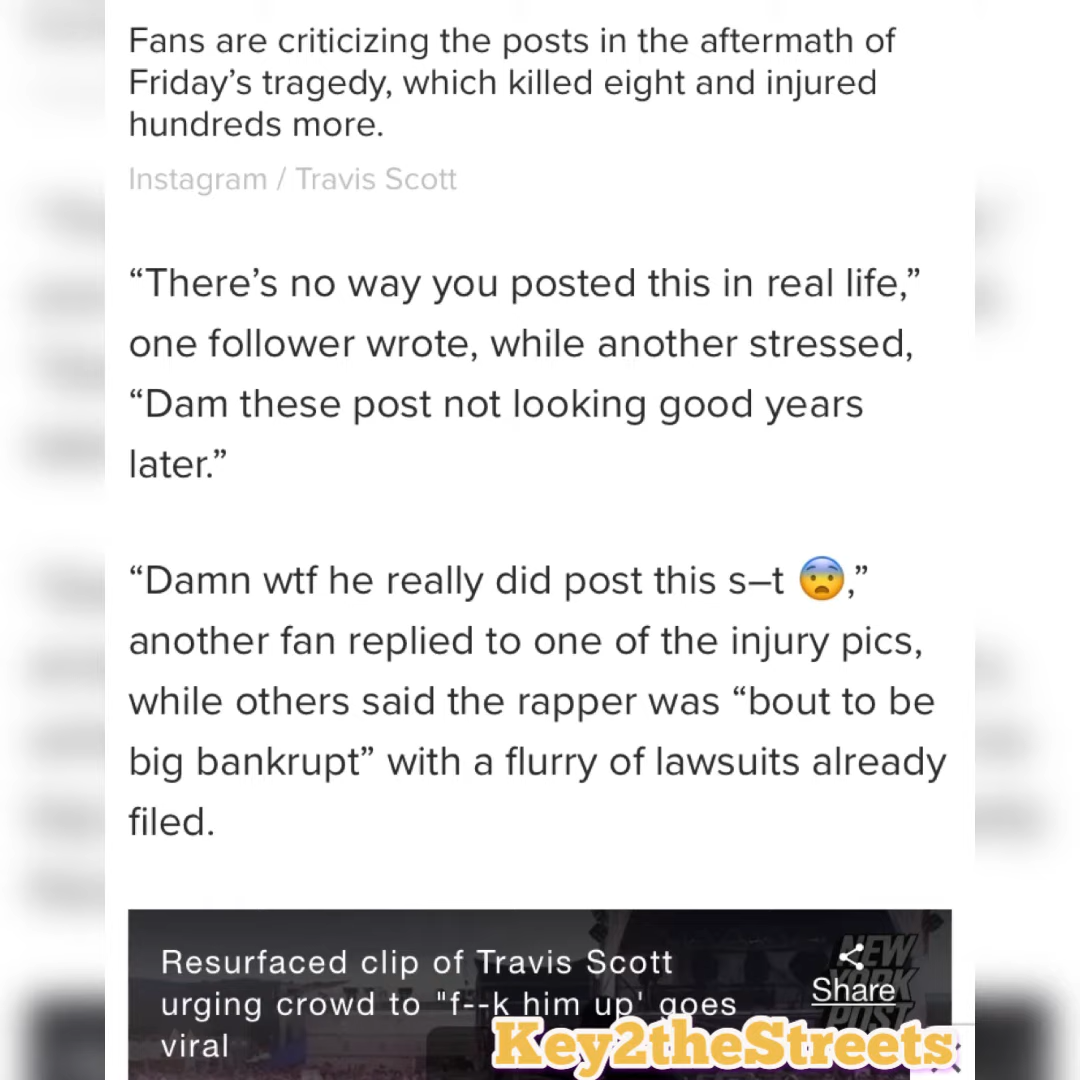 Fans are criticizing the posts in the aftermath of
Friday’s tragedy, which killed eight and injured
hundreds more.
Instagram / Travis Scott
“There’s no way you posted this in real life,”
one follower wrote, while another stressed,
“Dam these post not looking good years
later.”
“Damn wtf he really did post this s–t 😨,”
another fan replied to one of the injury pics,
while others said the rapper was “bout to be
big bankrupt” with a flurry of lawsuits already
filed.
Resurfaced clip of Travis Scott
urging crowd to "f--k him up' goes
viral
NEW
YORK
POST
Share
Key2theStreets